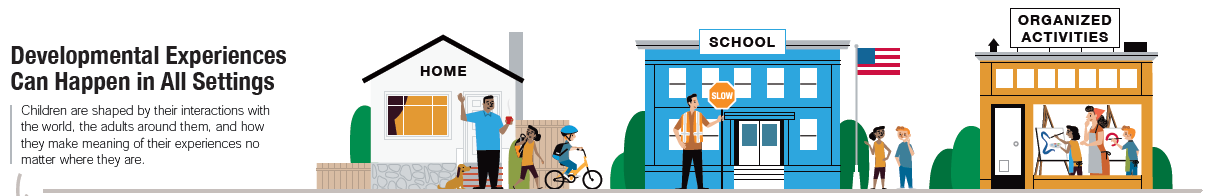 Developmental Experiences
Can Happen in All Settings
Children are shaped by their interactions with
the world, the adults around them, and how
they make meaning of their experiences no
matter where they are.
HOME
SCHOOL
SLOW
ORGANIZED
ACTIVITIES